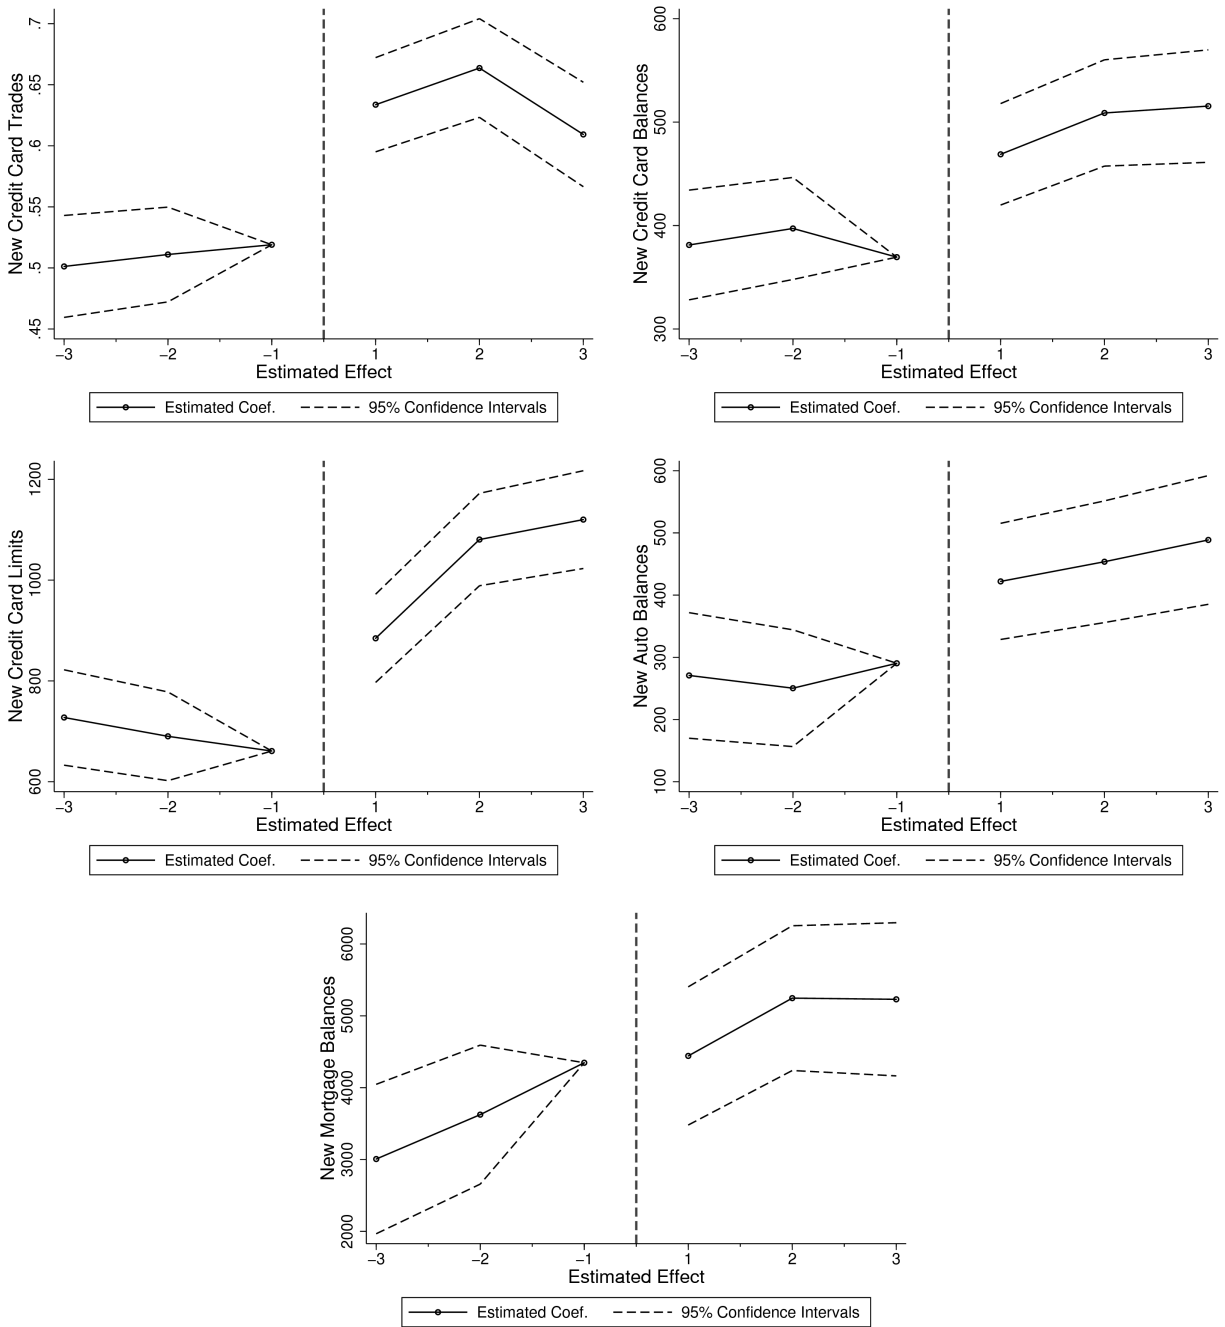 New Credit Card Trades
.7
.65
.6
.55
.5
.45
−3 −2 −1 1 2 3
Estimated Effect
Estimated Coef. 95% Confidence Intervals
New Credit Card Balances
600
500
400
300
−3 −2 −1 1 2 3
Estimated Effect
Estimated Coef. 95% Confidence Intervals
New Credit Card Limits
1200
1000
800
600
−3 −2 −1 1 2 3
Estimated Effect
Estimated Coef. 95% Confidence Intervals
New Auto Balances
600
500
400
300
200
100
−3 −2 −1 1 2 3
Estimated Effect
Estimated Coef. 95% Confidence Intervals
New Mortgage Balances
6000
5000
4000
3000
2000
−3 −2 −1 1 2 3
Estimated Effect
Estimated Coef. 95% Confidence Intervals